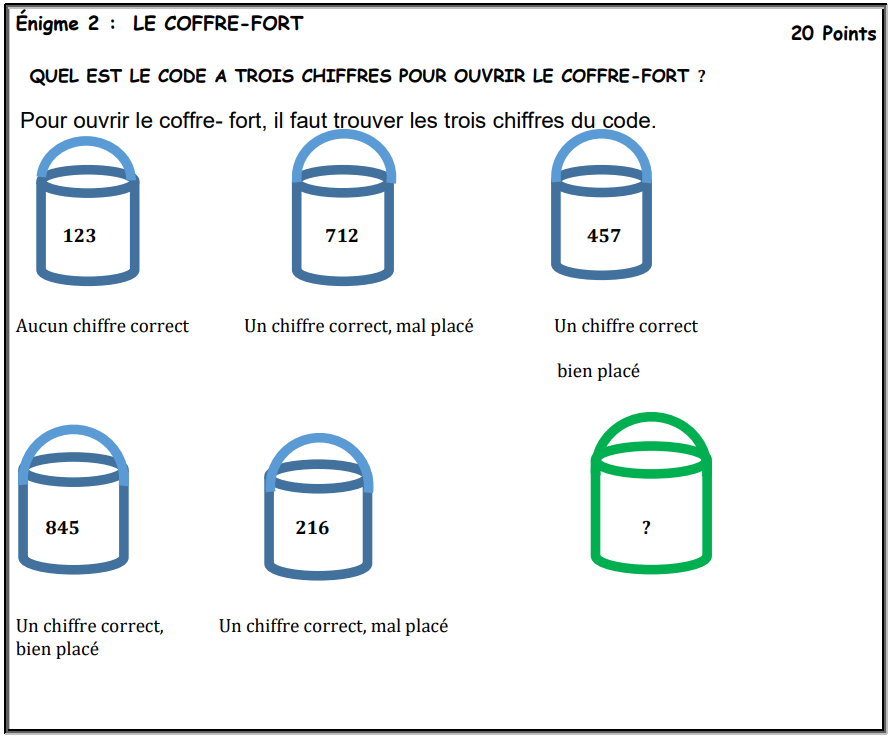 Énigme 2 : LE COFFRE-FORT
20 Points
QUEL EST LE CODE A TROIS CHIFFRES POUR OUVRIR LE COFFRE-FORT ?
Pour ouvrir le coffre- fort, il faut trouver les trois chiffres du code.
123 712 457
Aucun chiffre correct Un chiffre correct, mal placé Un chiffre correct
bien placé
845 216 ?
Un chiffre correct, Un chiffre correct, mal placé
bien placé